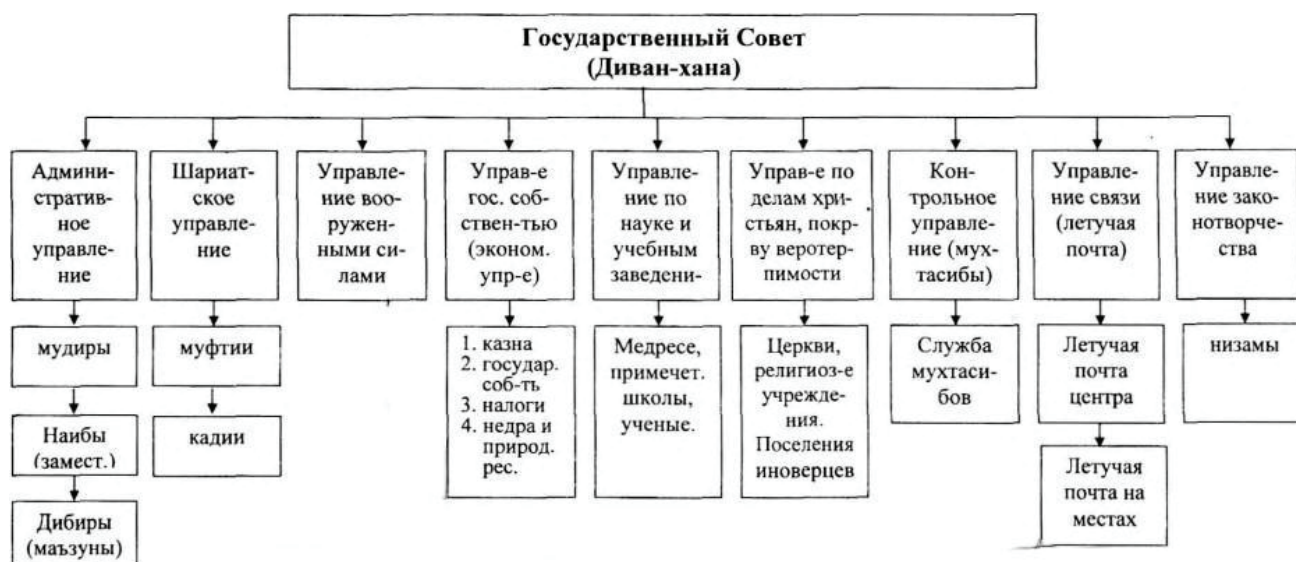 Государственный Совет
(Диван-хана)
Админи-
стратив-
ное
управле-
ние
Шариат-
ское
управле-
ние
Управле-
ние воо-
ружен-
ными си-
лами
Управ-е
гос. соб-
ствен-тью
(эконом.
упр-е)
Управле-
ние по
науке и
учебным
заведени-
Управ-е по
делам хри-
стьян, покр-
ву веротер-
пимости
Кон-
трольное
управле-
ние (мух-
тасибы)
Управле-
ние связи
(летучая
почта)
Управле-
ние зако-
нотворче-
ства
мудиры
муфтии
1. казна
2. государ.
соб-ть
3. налоги
4. недра и
природ.
рес.
Медресе,
примечет.
школы,
ученые.
Церкви,
религиоз-е
учрежде-
ния.
Поселения
иноверцев
Служба
мухтаси-
бов
Летучая
почта
центра
низамы
Наибы
(замест.)
кадии
Летучая
почта на
местах
Дибиры
(маъзуны)